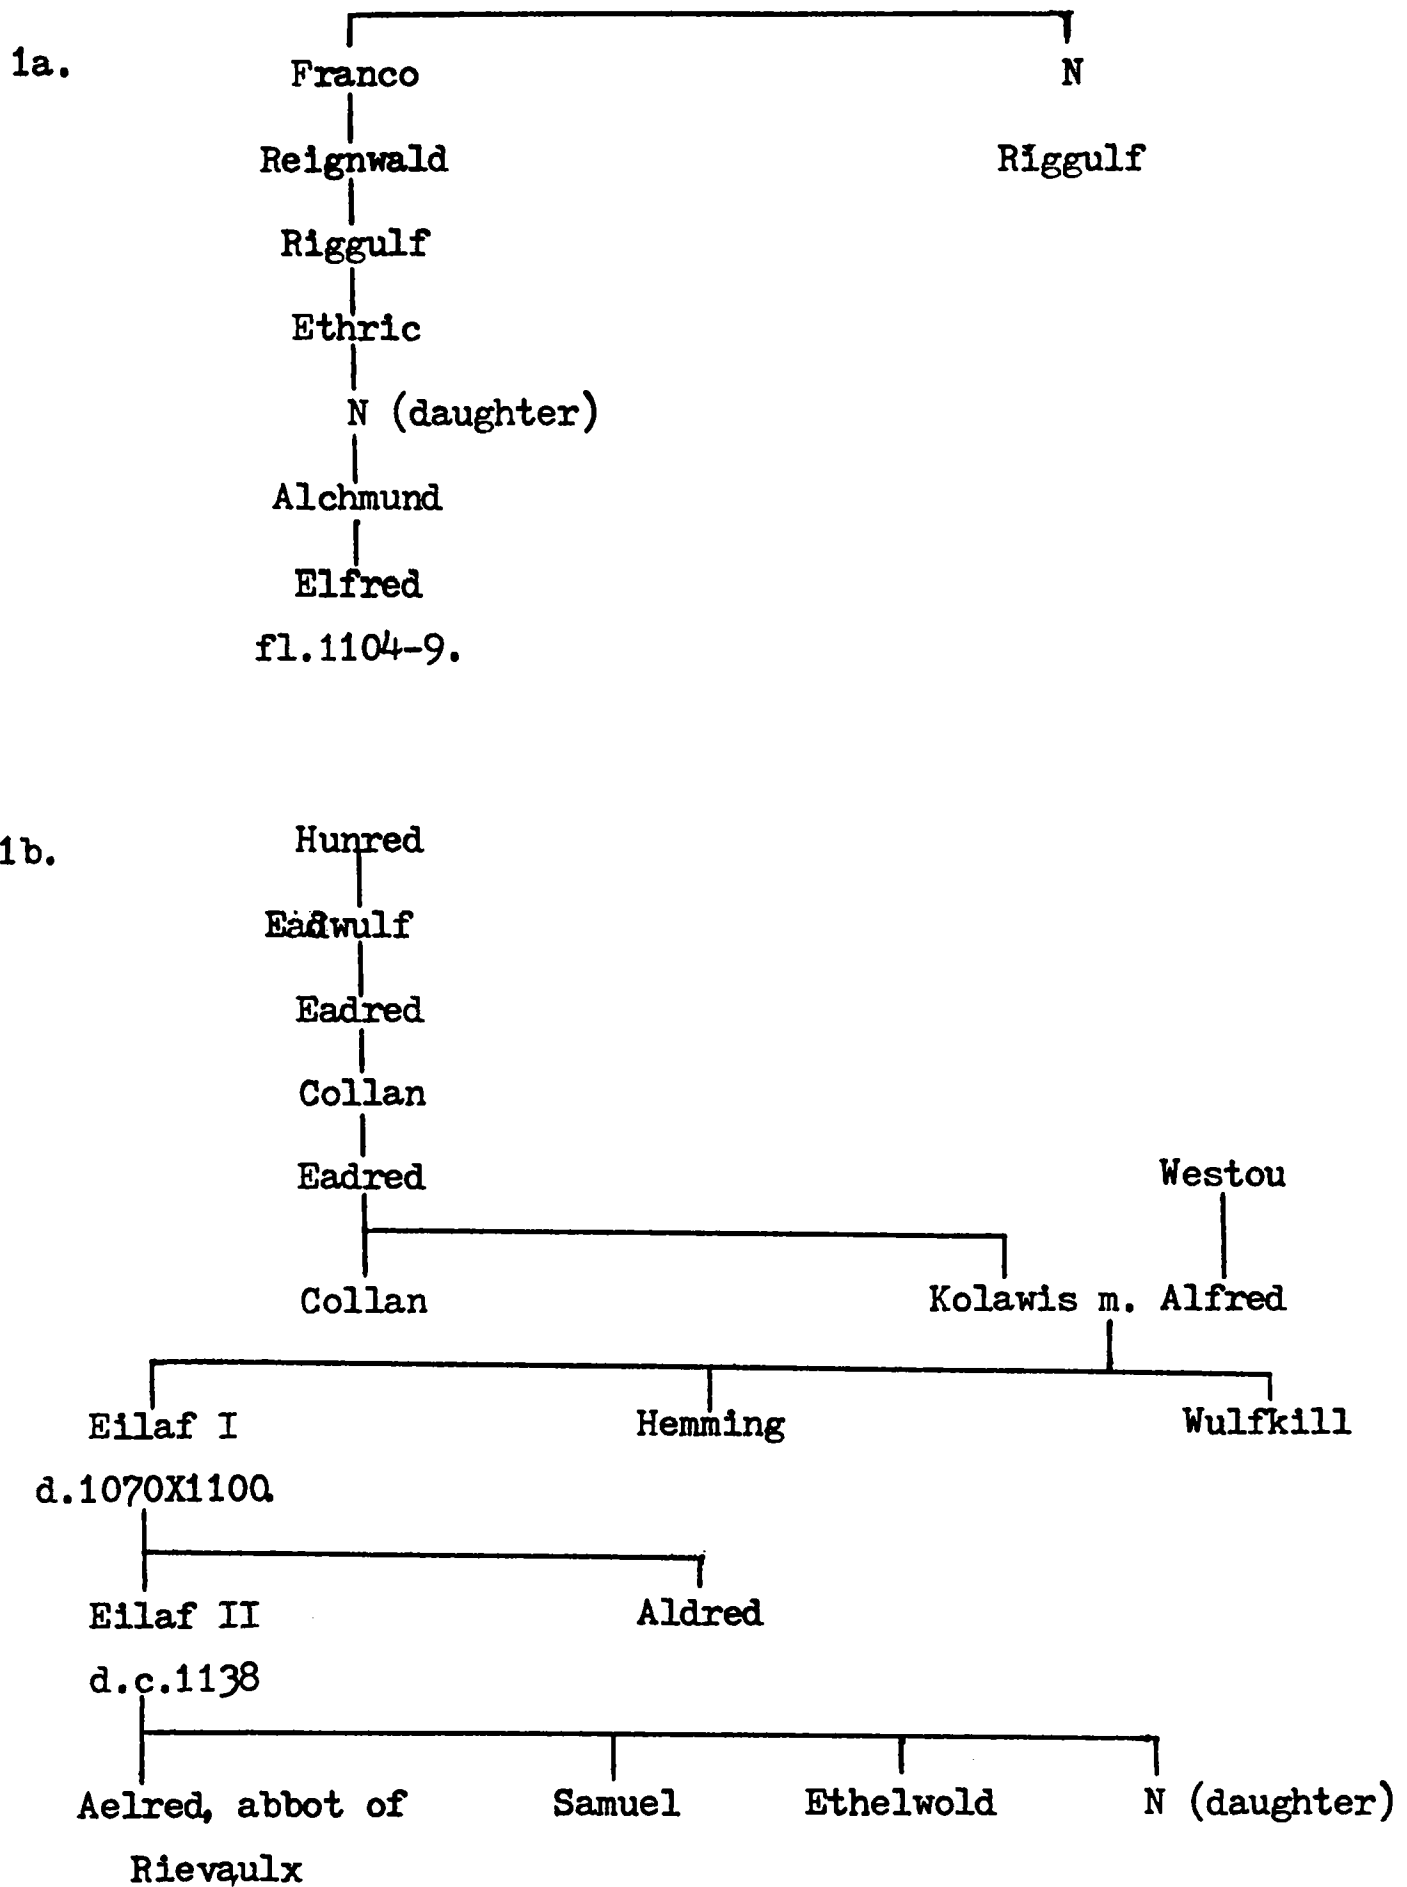 1a.
Franco N
Reignwald Riggulf
Riggulf
Ethric
N (daughter)
Alchmund
Elfred
fl.1104-9.
1b.
Hunred
Eadwulf
Eadred
Collan
Eadred Westou
Collan Kolawis m. Alfred
Eilaf I Hemming Wulfkill
d.1070X1100
Eilaf II Aldred
d.c.1138
Aelred, abbot of Samuel Ethelwold N (daughter)
Rievaulx